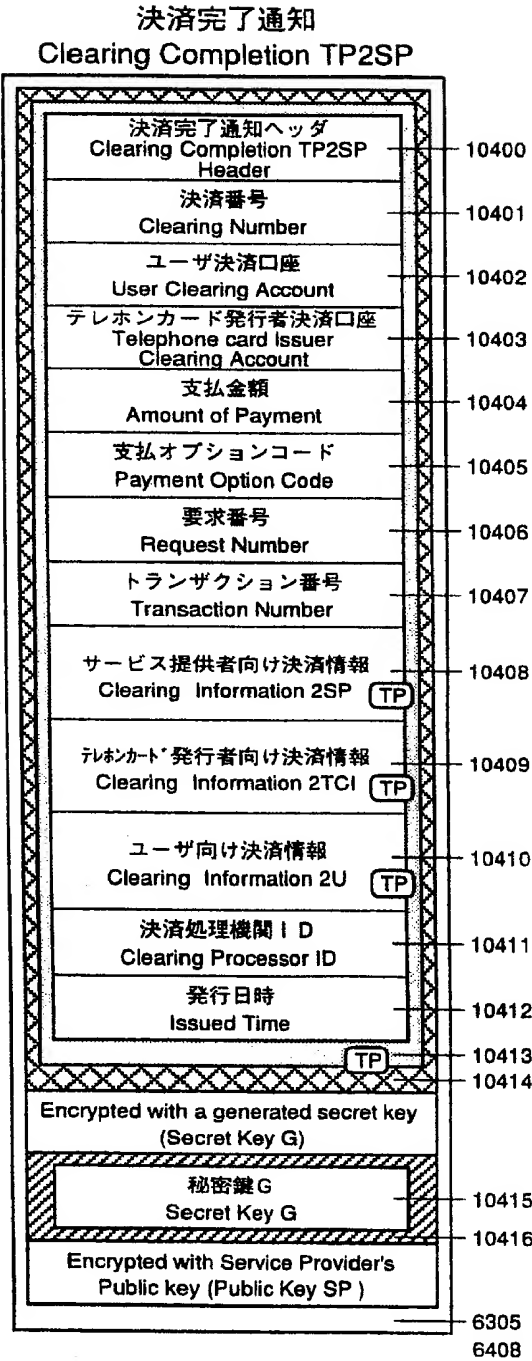 決済完了通知
Clearing Completion TP2SP
決済完了通知ヘッダ
Clearing Completion TP2SP
Header
10400
決済番号
Clearing Number
10401
ユーザ決済口座
User Clearing Account
10402
テレホンカード発行者決済口座
Telephone card Issuer
Clearing Account
10403
支払金額
Amount of Payment
10404
支払オプションコード
Payment Option Code
10405
要求番号
Request Number
10406
トランザクション番号
Transaction Number
10407
サービス提供者向け決済情報
Clearing Information 2SP
TP
10408
テレホンカード発行者向け決済情報
Clearing Information 2TCI
TP
10409
ユーザ向け決済情報
Clearing Information 2U
TP
10410
決済処理機関ID
Clearing Processor ID
10411
発行日時
Issued Time
10412
TP
10413
10414
Encrypted with a generated secret key
(Secret Key G)
秘密鍵G
Secret Key G
10415
10416
Encrypted with Service Provider's
Public key (Public Key SP )
6305
6408